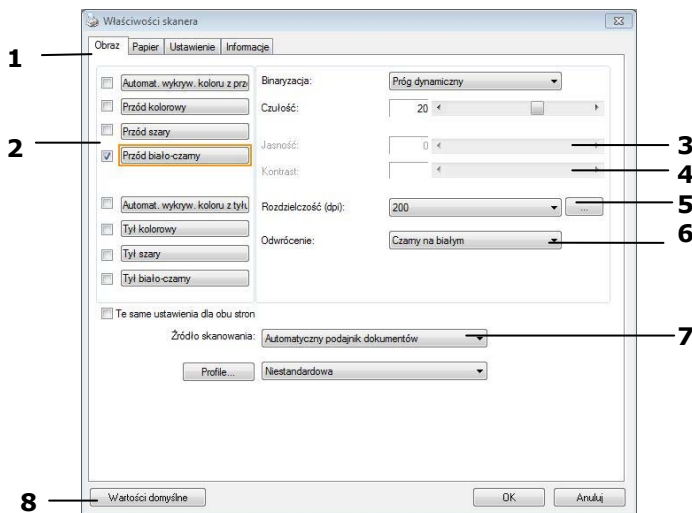 Właściwości skanera
Obraz Papier Ustawienie Informacje
1
Automat. wykryw. koloru z prz
Binaryzacja: Próg dynamiczny
Przód kolorowy
Czułość: 20
Przód szary
2
Przód biało-czarny
Jasność: 0
3
Kontrast:
4
Automat. wykryw. koloru z tyłu
Rozdzielczość (dpi): 200 ...
5
Tył kolorowy
Odwrócenie: Czarny na białym
6
Tył szary
Tył biało-czarny
Te same ustawienia dla obu stron
Źródło skanowania: Automatyczny podajnik dokumentów
7
Profile... Niestandardowa
8
Wartości domyślne OK Anuluj